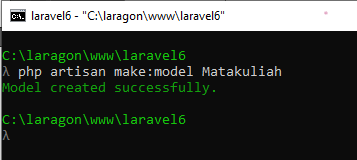 laravel6 - "C:\laragon\www\laravel6"
C:\laragon\www\laravel6
λ php artisan make:model Matakuliah
Model created successfully.
C:\laragon\www\laravel6
λ